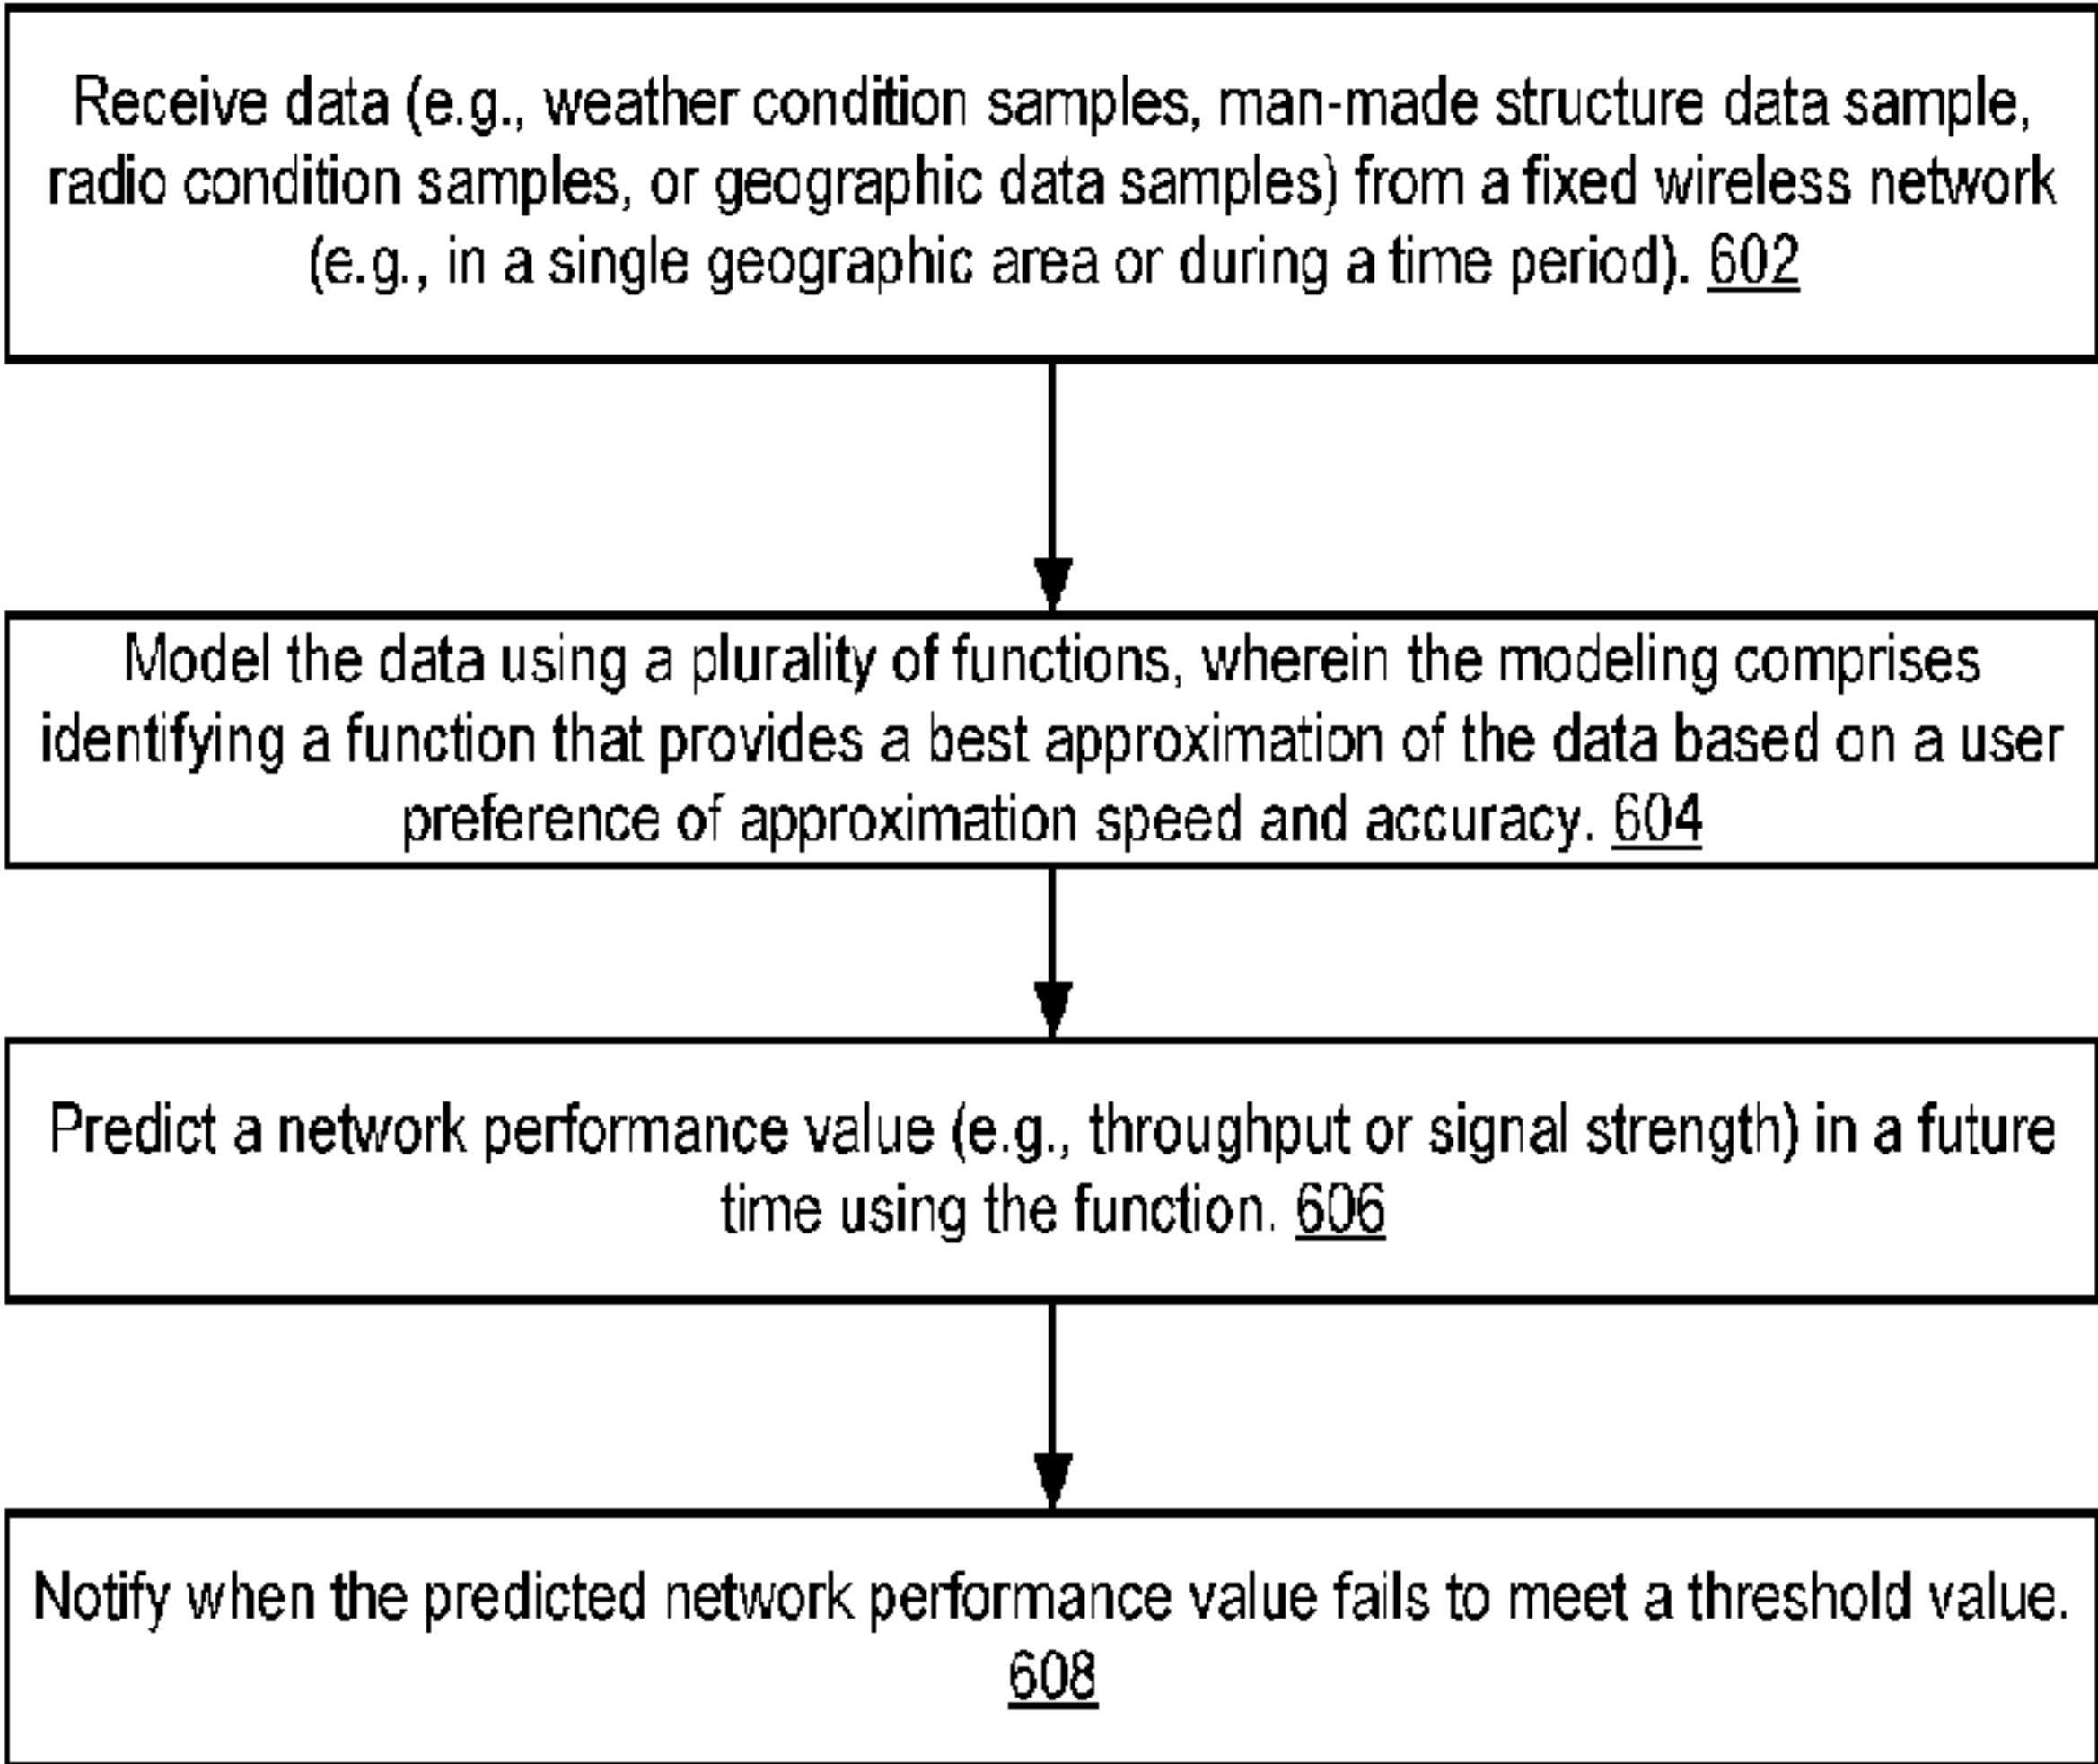 Receive data (e.g., weather condition samples, man-made structure data sample,
radio condition samples, or geographic data samples) from a fixed wireless network
(e.g., in a single geographic area or during a time period). 602
Model the data using a plurality of functions, wherein the modeling comprises
identifying a function that provides a best approximation of the data based on a user
preference of approximation speed and accuracy. 604
Predict a network performance value (e.g., throughput or signal strength) in a future
time using the function. 606
Notify when the predicted network performance value fails to meet a threshold value.
608